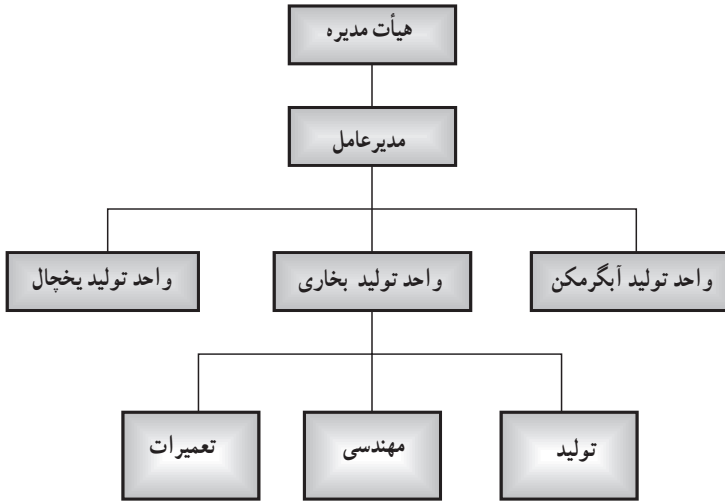 هیأت مدیره
مدیرعامل
واحد تولید آبگرمکن
واحد تولید بخاری
واحد تولید یخچال
تولید
مهندسی
تعمیرات